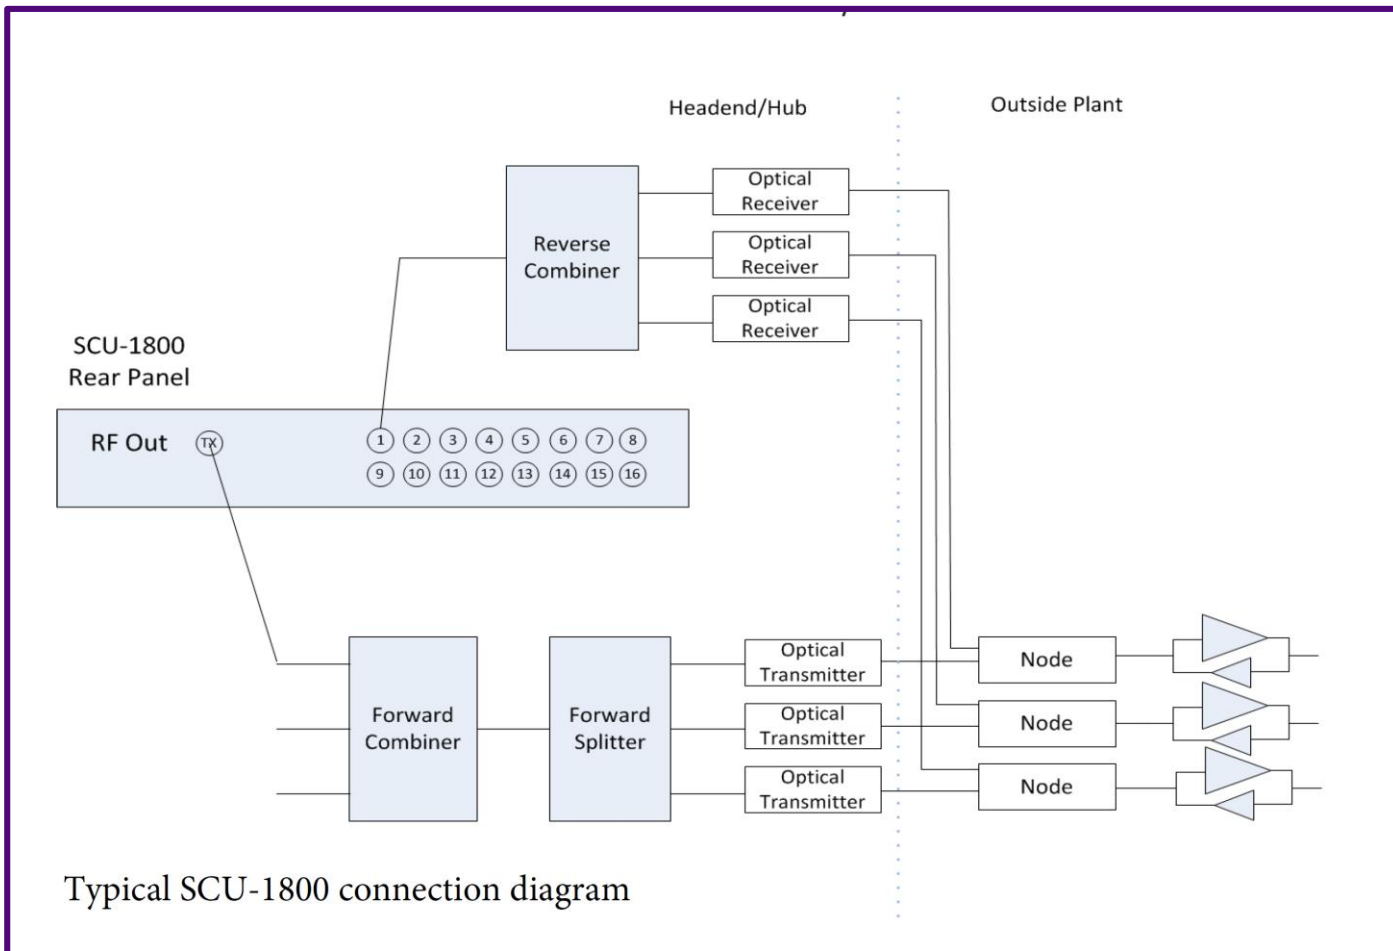 Headend/Hub
Outside Plant
Optical
Receiver
Optical
Receiver
Optical
Receiver
Reverse
Combiner
SCU-1800
Rear Panel
RF Out
TX
1 2 3 4 5 6 7 8
9 10 11 12 13 14 15 16
Forward
Combiner
Forward
Splitter
Optical
Transmitter
Optical
Transmitter
Optical
Transmitter
Node
Node
Node
Typical SCU-1800 connection diagram